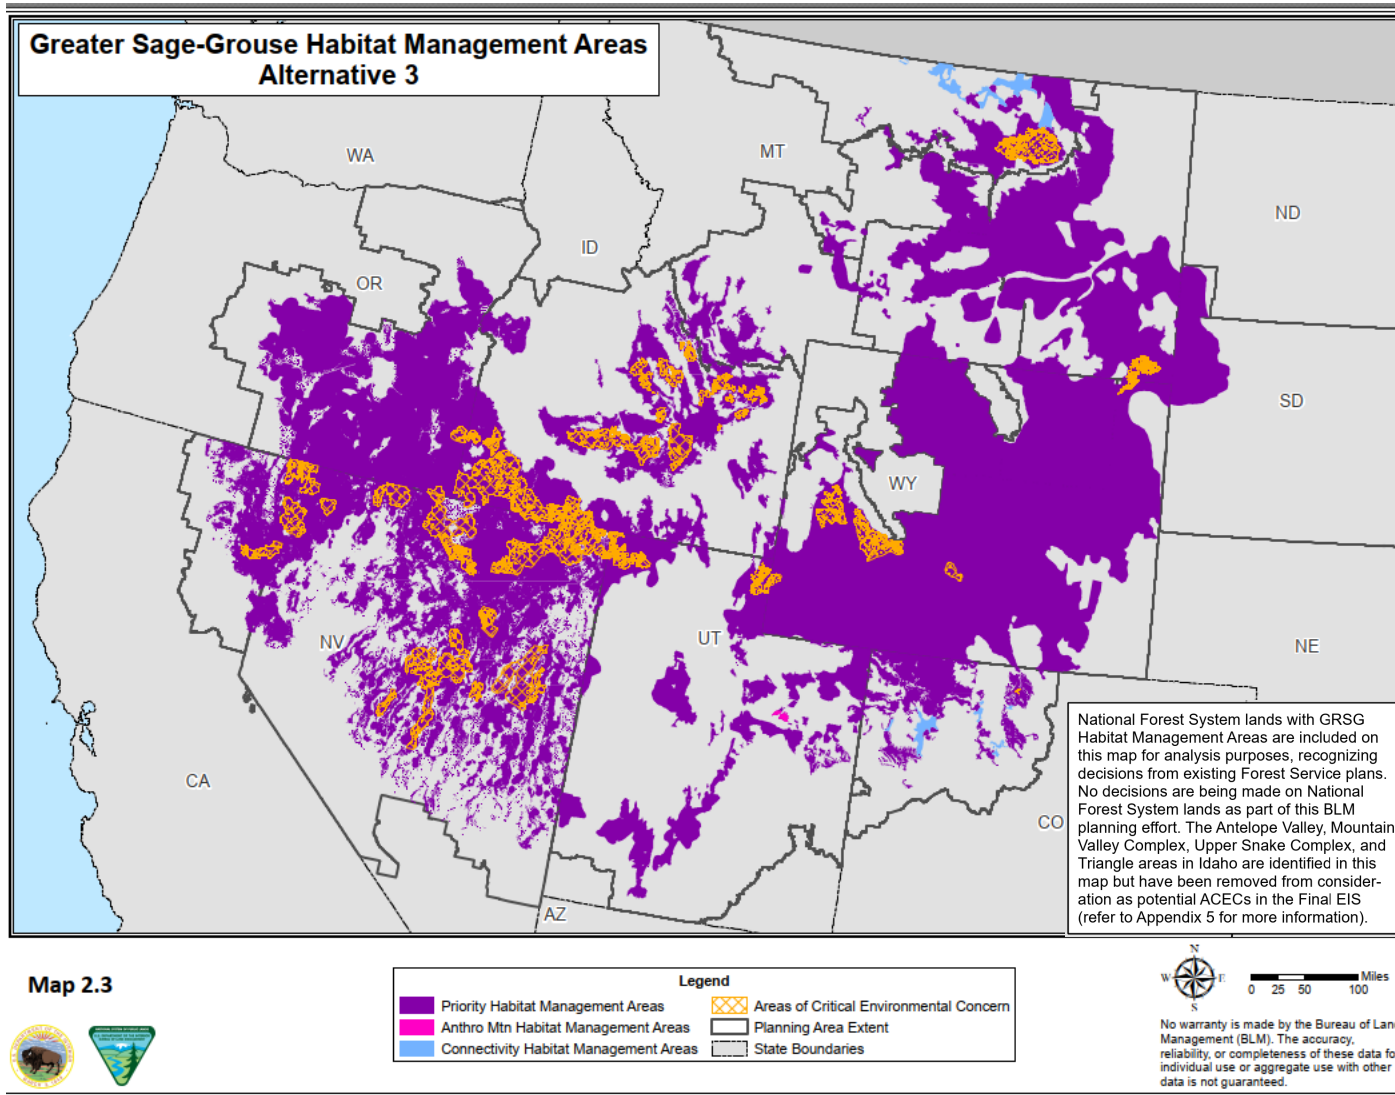 Greater Sage-Grouse Habitat Management Areas
Alternative 3
WA
MT
ND
ID
OR
SD
WY
NV
UT
NE
CA
CO
AZ
National Forest System lands with GRSG
Habitat Management Areas are included on
this map for analysis purposes, recognizing
decisions from existing Forest Service plans.
No decisions are being made on National
Forest System lands as part of this BLM
planning effort. The Antelope Valley, Mountain
Valley Complex, Upper Snake Complex, and
Triangle areas in Idaho are identified in this
map but have been removed from consider-
ation as potential ACECs in the Final EIS
(refer to Appendix 5 for more information).
Map 2.3
Legend
Priority Habitat Management Areas
Anthro Mtn Habitat Management Areas
Connectivity Habitat Management Areas
Areas of Critical Environmental Concern
Planning Area Extent
State Boundaries
N
W E
S
Miles
0 25 50 100
No warranty is made by the Bureau of Lan
Management (BLM). The accuracy,
reliability, or completeness of these data fo
individual use or aggregate use with other
data is not guaranteed.